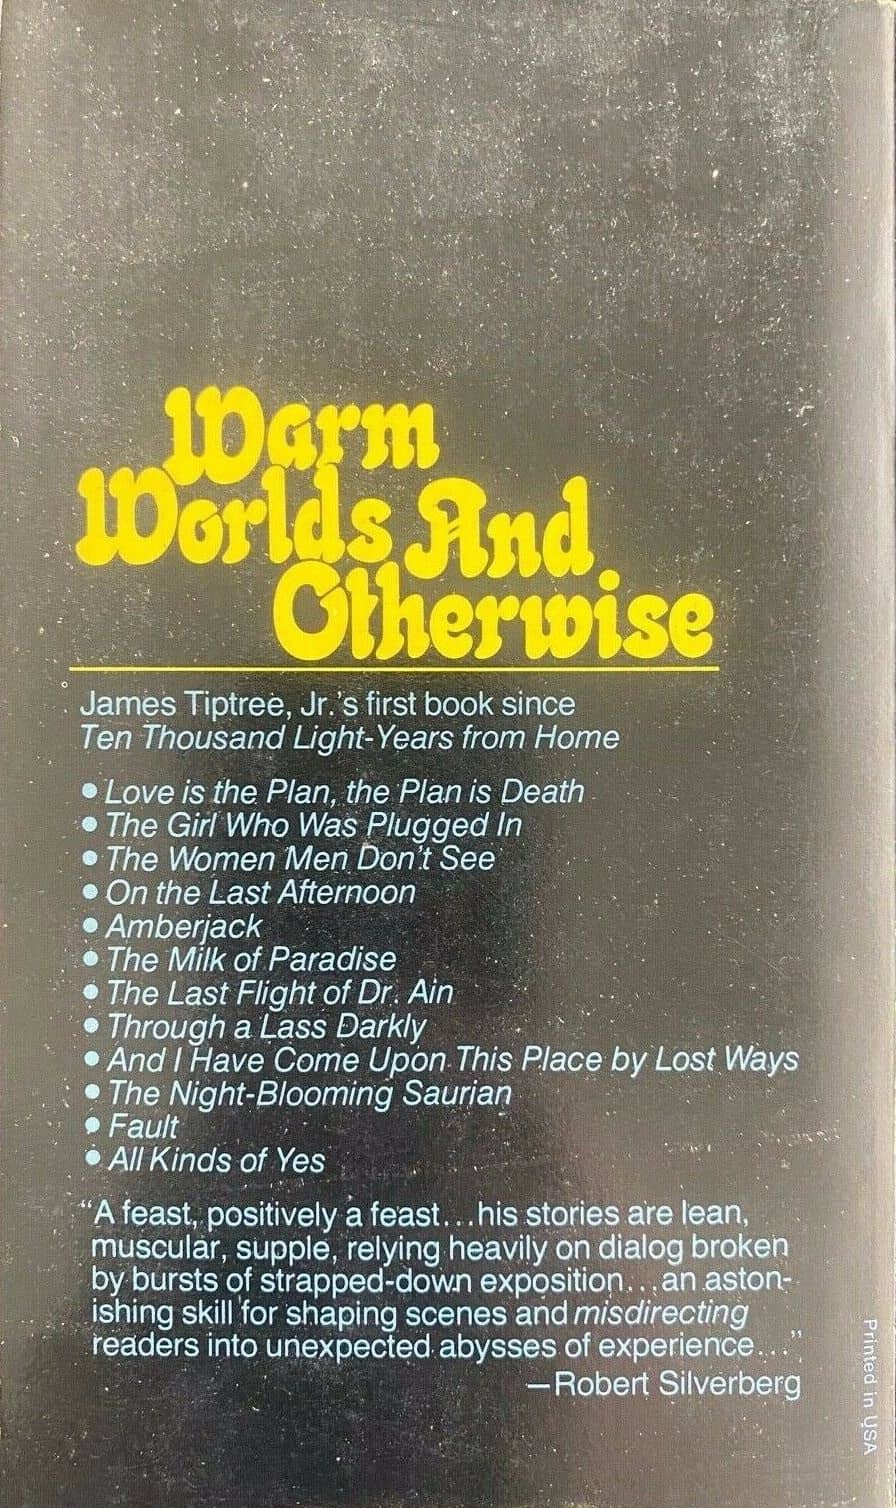 Warm
Worlds And
Otherwise
James Tiptree, Jr.'s first book since
Ten Thousand Light-Years from Home
• Love is the Plan, the Plan is Death
• The Girl Who Was Plugged In
• The Women Men Don't See
• On the Last Afternoon
• Amberjack
• The Milk of Paradise
• The Last Flight of Dr. Ain
• Through a Lass Darkly
• And I Have Come Upon This Place by Lost Ways
• The Night-Blooming Saurian
• Fault
• All Kinds of Yes
“A feast, positively a feast...his stories are lean,
muscular, supple, relying heavily on dialog broken
by bursts of strapped-down exposition...an aston-
ishing skill for shaping scenes and misdirecting
readers into unexpected abysses of experience...”
—Robert Silverberg
Printed in USA